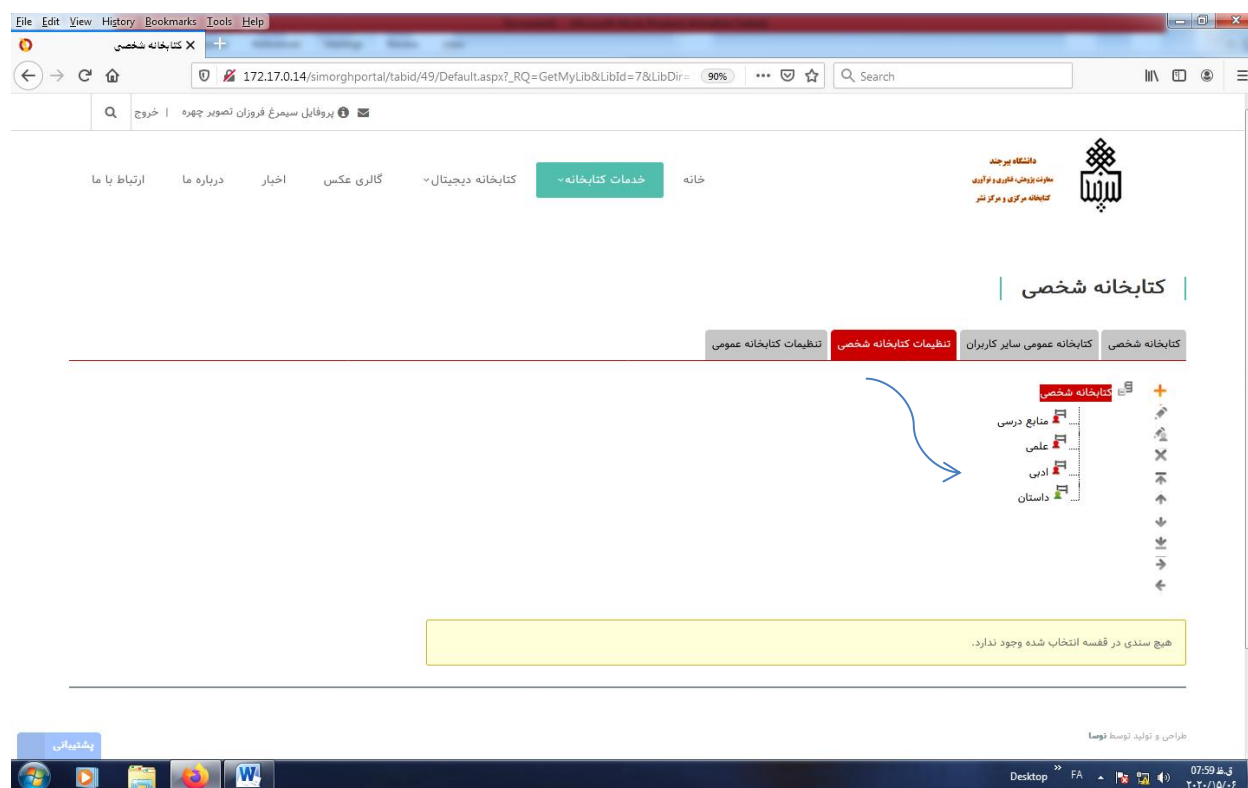 File Edit View History Bookmarks Tools Help
کتابخانه شخصی
172.17.0.14/simorghportal/tabid/49/Default.aspx?_RQ=GetMyLib&LibId=7&LibDir=
90%
Search
پروفایل سیمرغ فروزان تصویر چهره | خروج
دانشگاه بیرجند
معاونت پژوهش، فناوری و نوآوری
کتابخانه مرکزی و مرکز نشر
خانه خدمات کتابخانه کتابخانه دیجیتال گالری عکس اخبار درباره ما ارتباط با ما
کتابخانه شخصی
کتابخانه شخصی کتابخانه عمومی سایر کاربران تنظیمات کتابخانه شخصی تنظیمات کتابخانه عمومی
کتابخانه شخصی
منابع درسی
علمی
ادبی
داستان
هیچ سندی در قفسه انتخاب شده وجود ندارد.
طراحی و تولید توسط نوسا
پشتیبانی
Desktop FA 07:59 ق.ظ